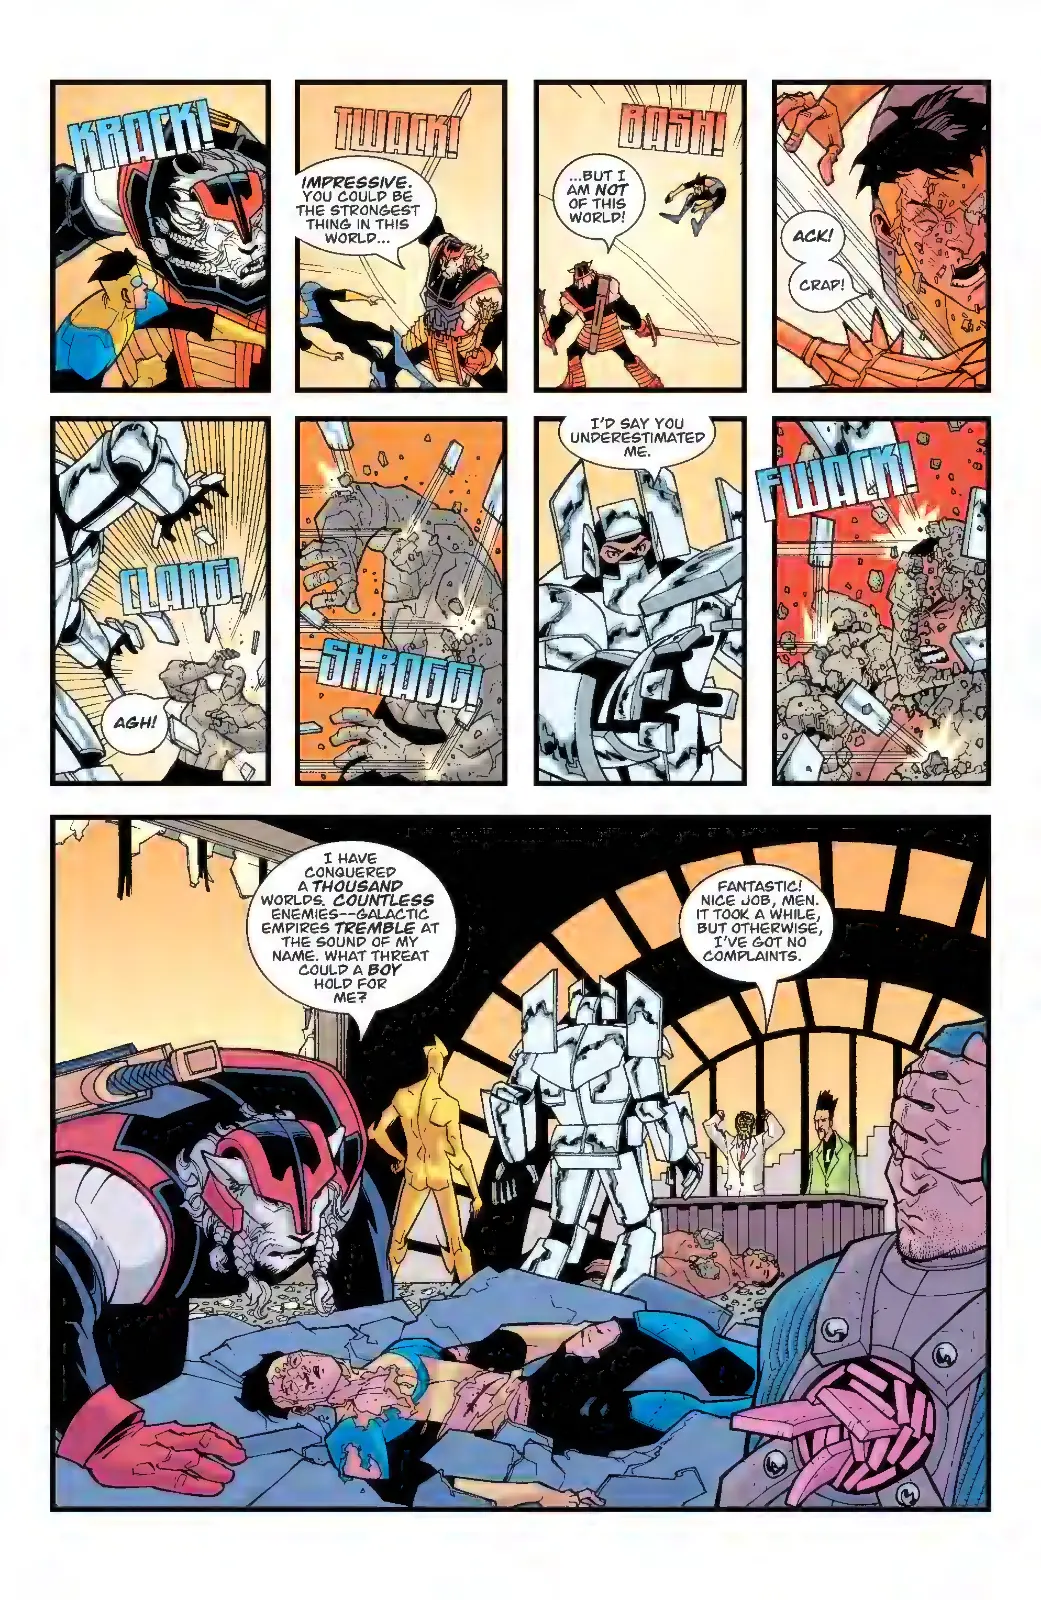 KRACK!
TWACK!
IMPRESSIVE.
YOU COULD BE
THE STRONGEST
THING IN THIS
WORLD...
BASH!
...BUT I
AM NOT
OF THIS
WORLD!
ACK!
CRAP!
CLANG!
AGH!
SHRAGG!
I'D SAY YOU
UNDERESTIMATED
ME.
FWACK!
I HAVE
CONQUERED
A THOUSAND
WORLDS. COUNTLESS
ENEMIES--GALACTIC
EMPIRES TREMBLE AT
THE SOUND OF MY
NAME. WHAT THREAT
COULD A BOY
HOLD FOR
ME?
FANTASTIC!
NICE JOB, MEN.
IT TOOK A WHILE,
BUT OTHERWISE,
I'VE GOT NO
COMPLAINTS.